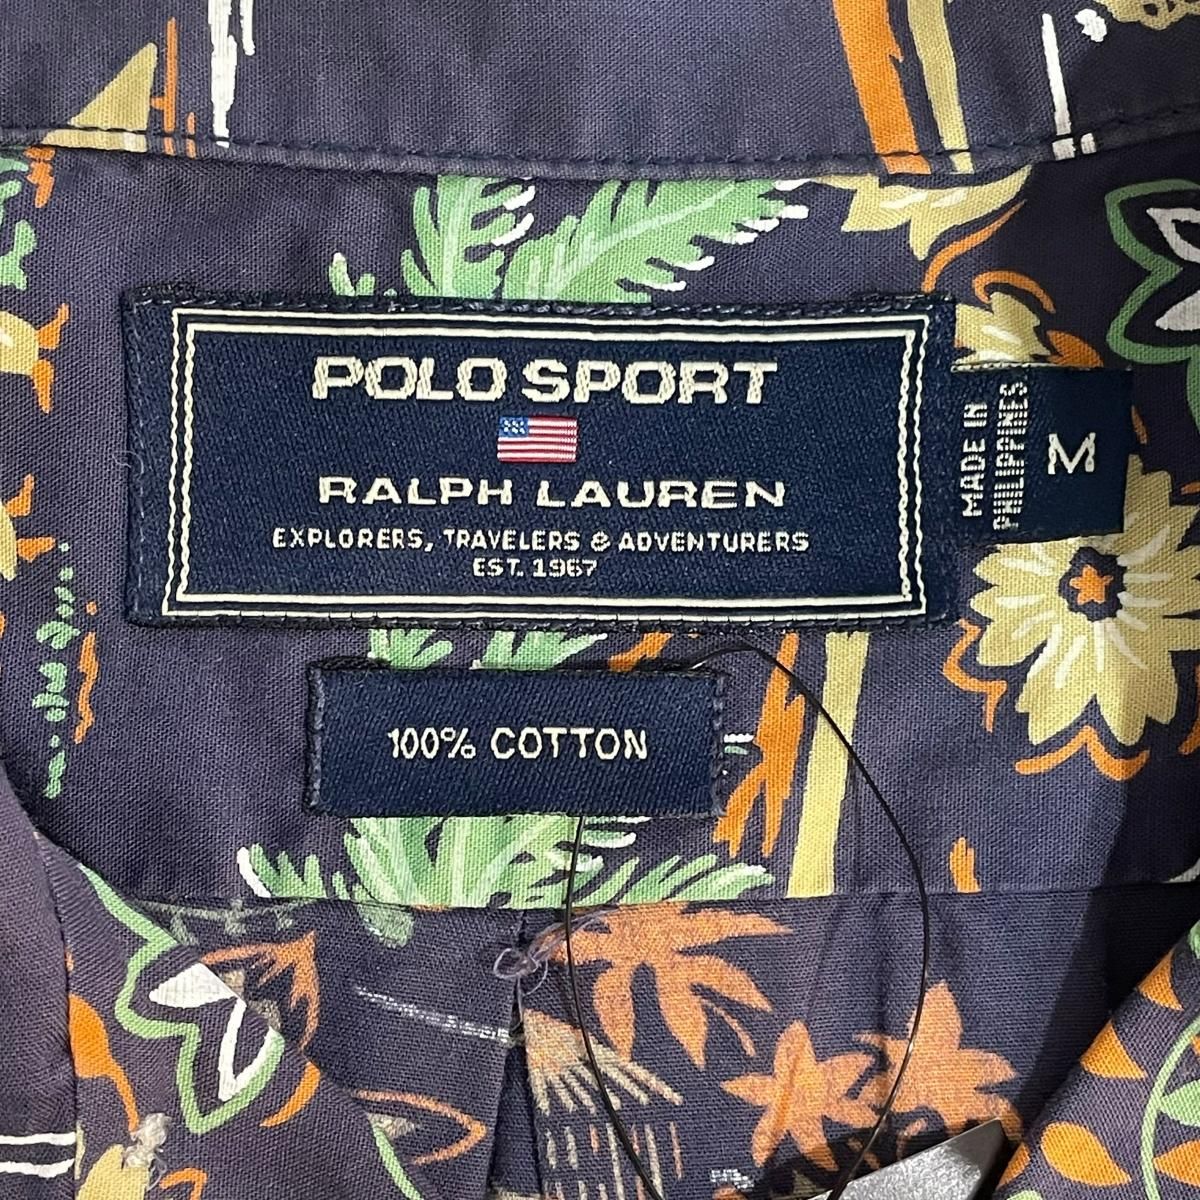 POLO SPORT
RALPH LAUREN
EXPLORERS, TRAVELERS & ADVENTURERS
EST. 1967
MADE IN
PHILIPPINES
M
100% COTTON